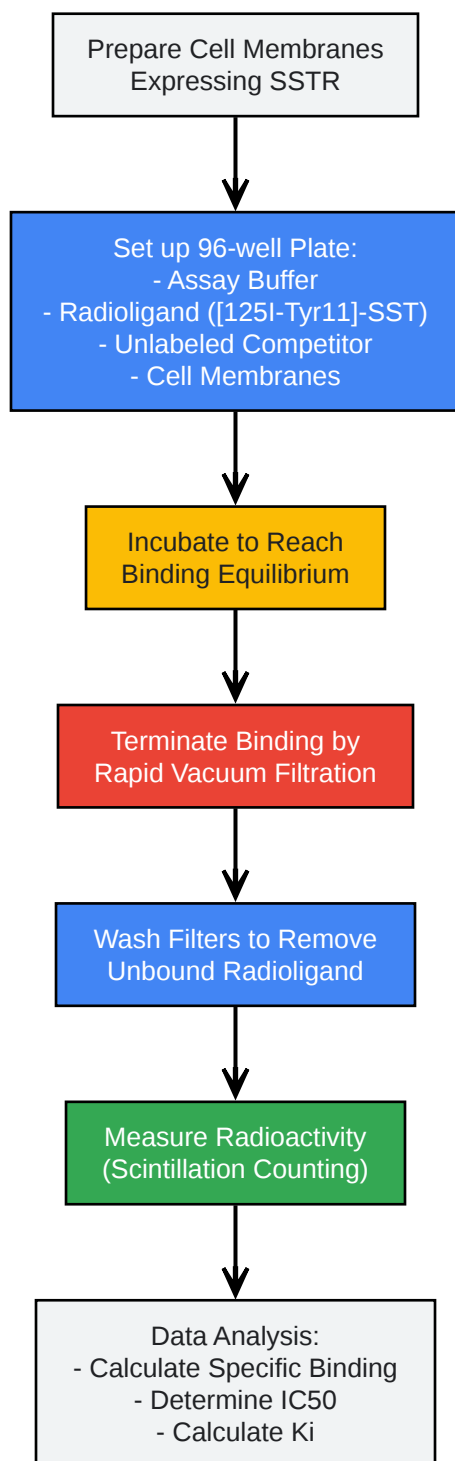 Prepare Cell Membranes
Expressing SSTR
Set up 96-well Plate:
- Assay Buffer
- Radioligand ([125I-Tyr11]-SST)
- Unlabeled Competitor
- Cell Membranes
Incubate to Reach
Binding Equilibrium
Terminate Binding by
Rapid Vacuum Filtration
Wash Filters to Remove
Unbound Radioligand
Measure Radioactivity
(Scintillation Counting)
Data Analysis:
- Calculate Specific Binding
- Determine IC50
- Calculate Ki